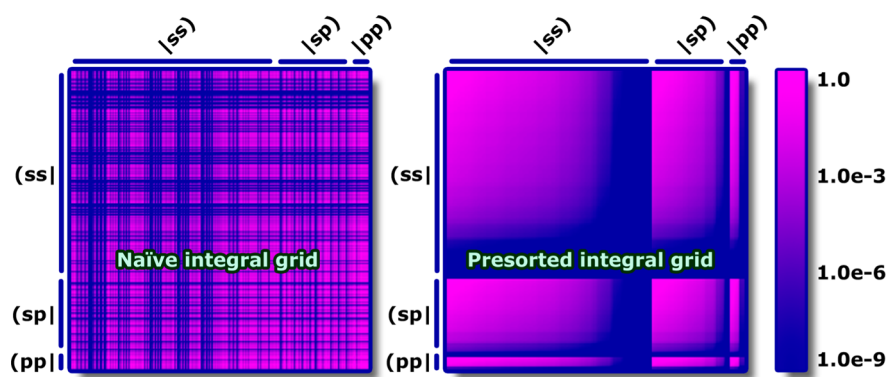 |ss)
|sp)
|pp)
|ss)
|sp)
|pp)
(ss|
(sp|
(pp|
Naïve integral grid
(ss|
(sp|
(pp|
Presorted integral grid
1.0
1.0e-3
1.0e-6
1.0e-9